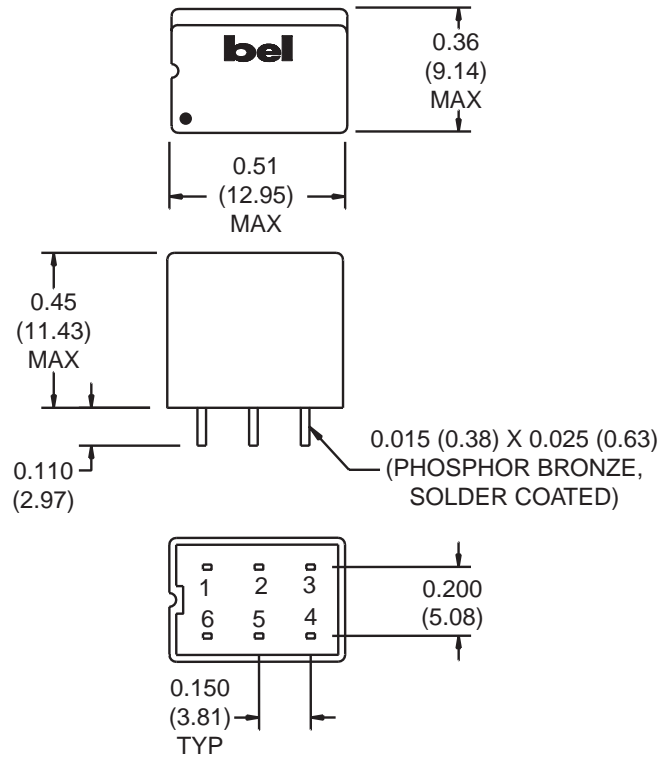 bel
0.36
(9.14)
MAX
0.51
(12.95)
MAX
0.45
(11.43)
MAX
0.110
(2.97)
0.015 (0.38) X 0.025 (0.63)
(PHOSPHOR BRONZE,
SOLDER COATED)
1 2 3
6 5 4
0.200
(5.08)
0.150
(3.81)
TYP